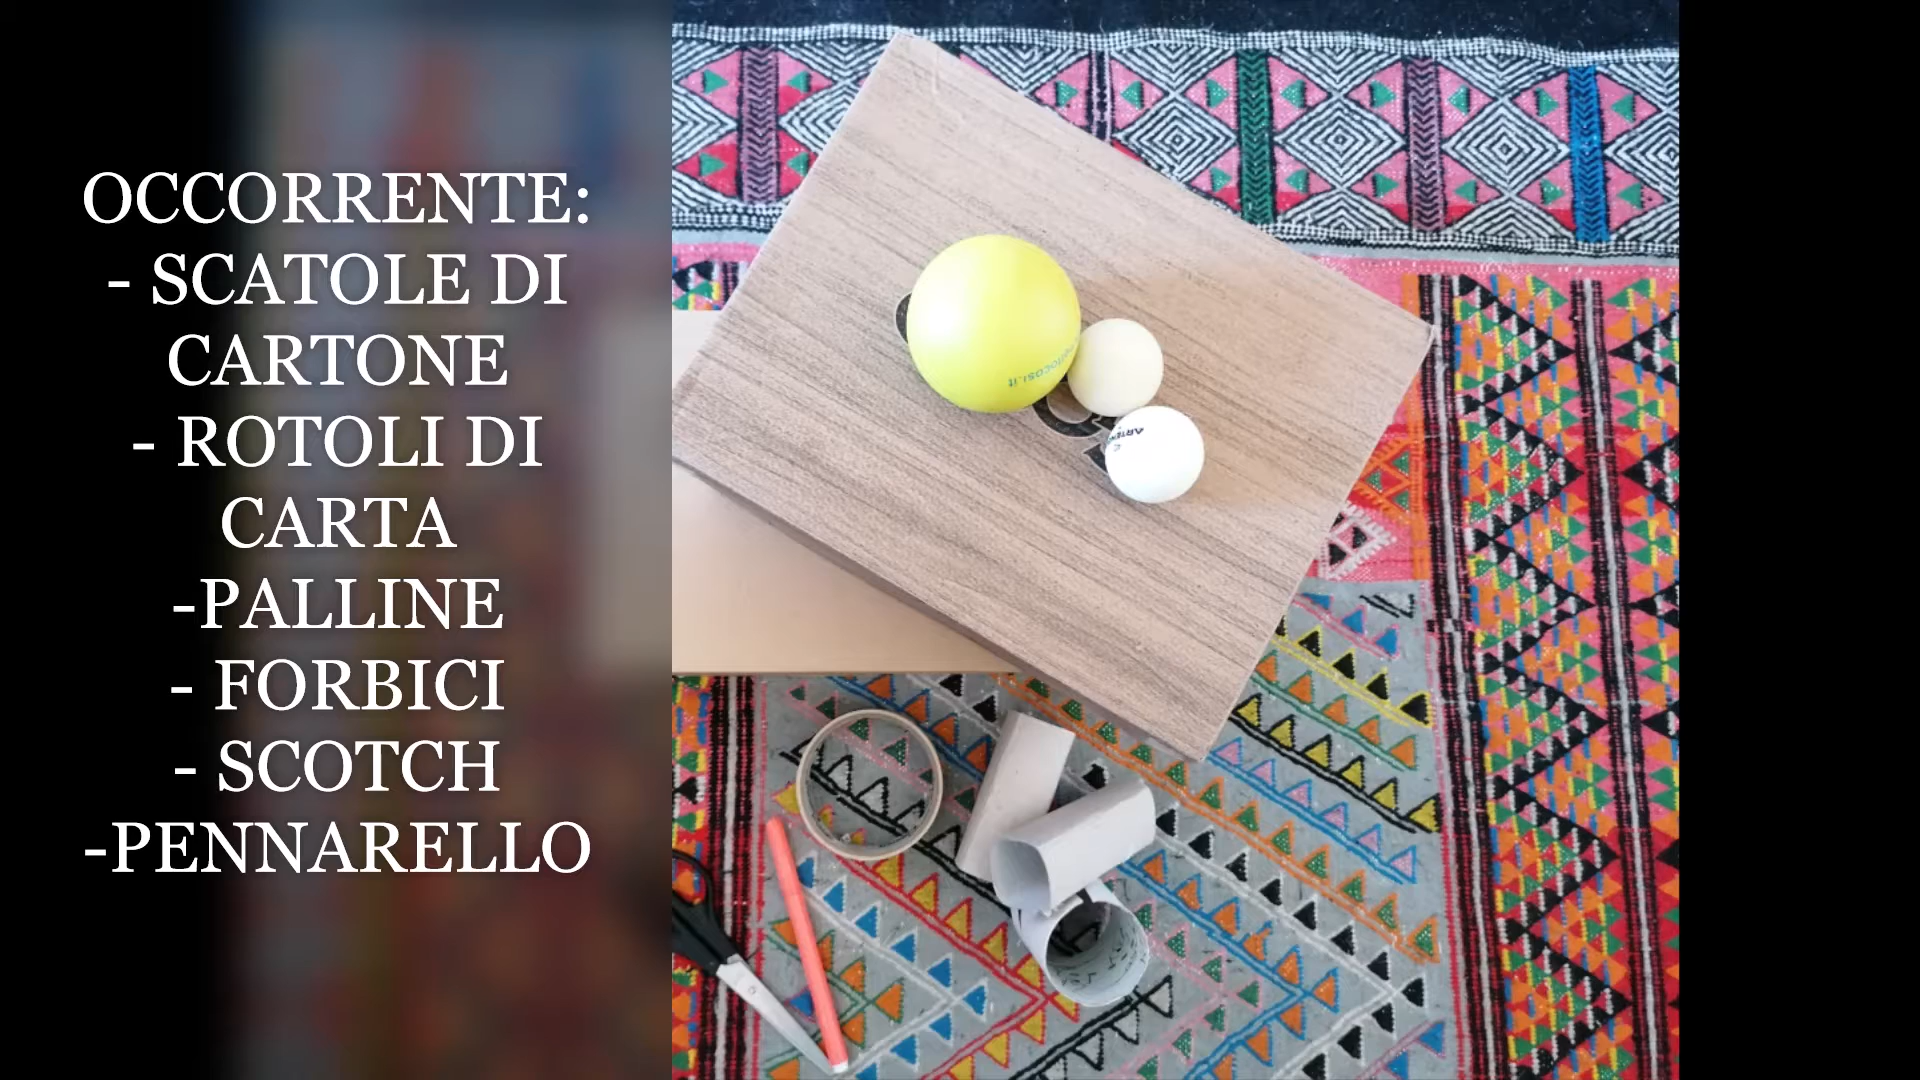 OCCORRENTE:
- SCATOLE DI
CARTONE
- ROTOLI DI
CARTA
-PALLINE
- FORBICI
- SCOTCH
-PENNARELLO